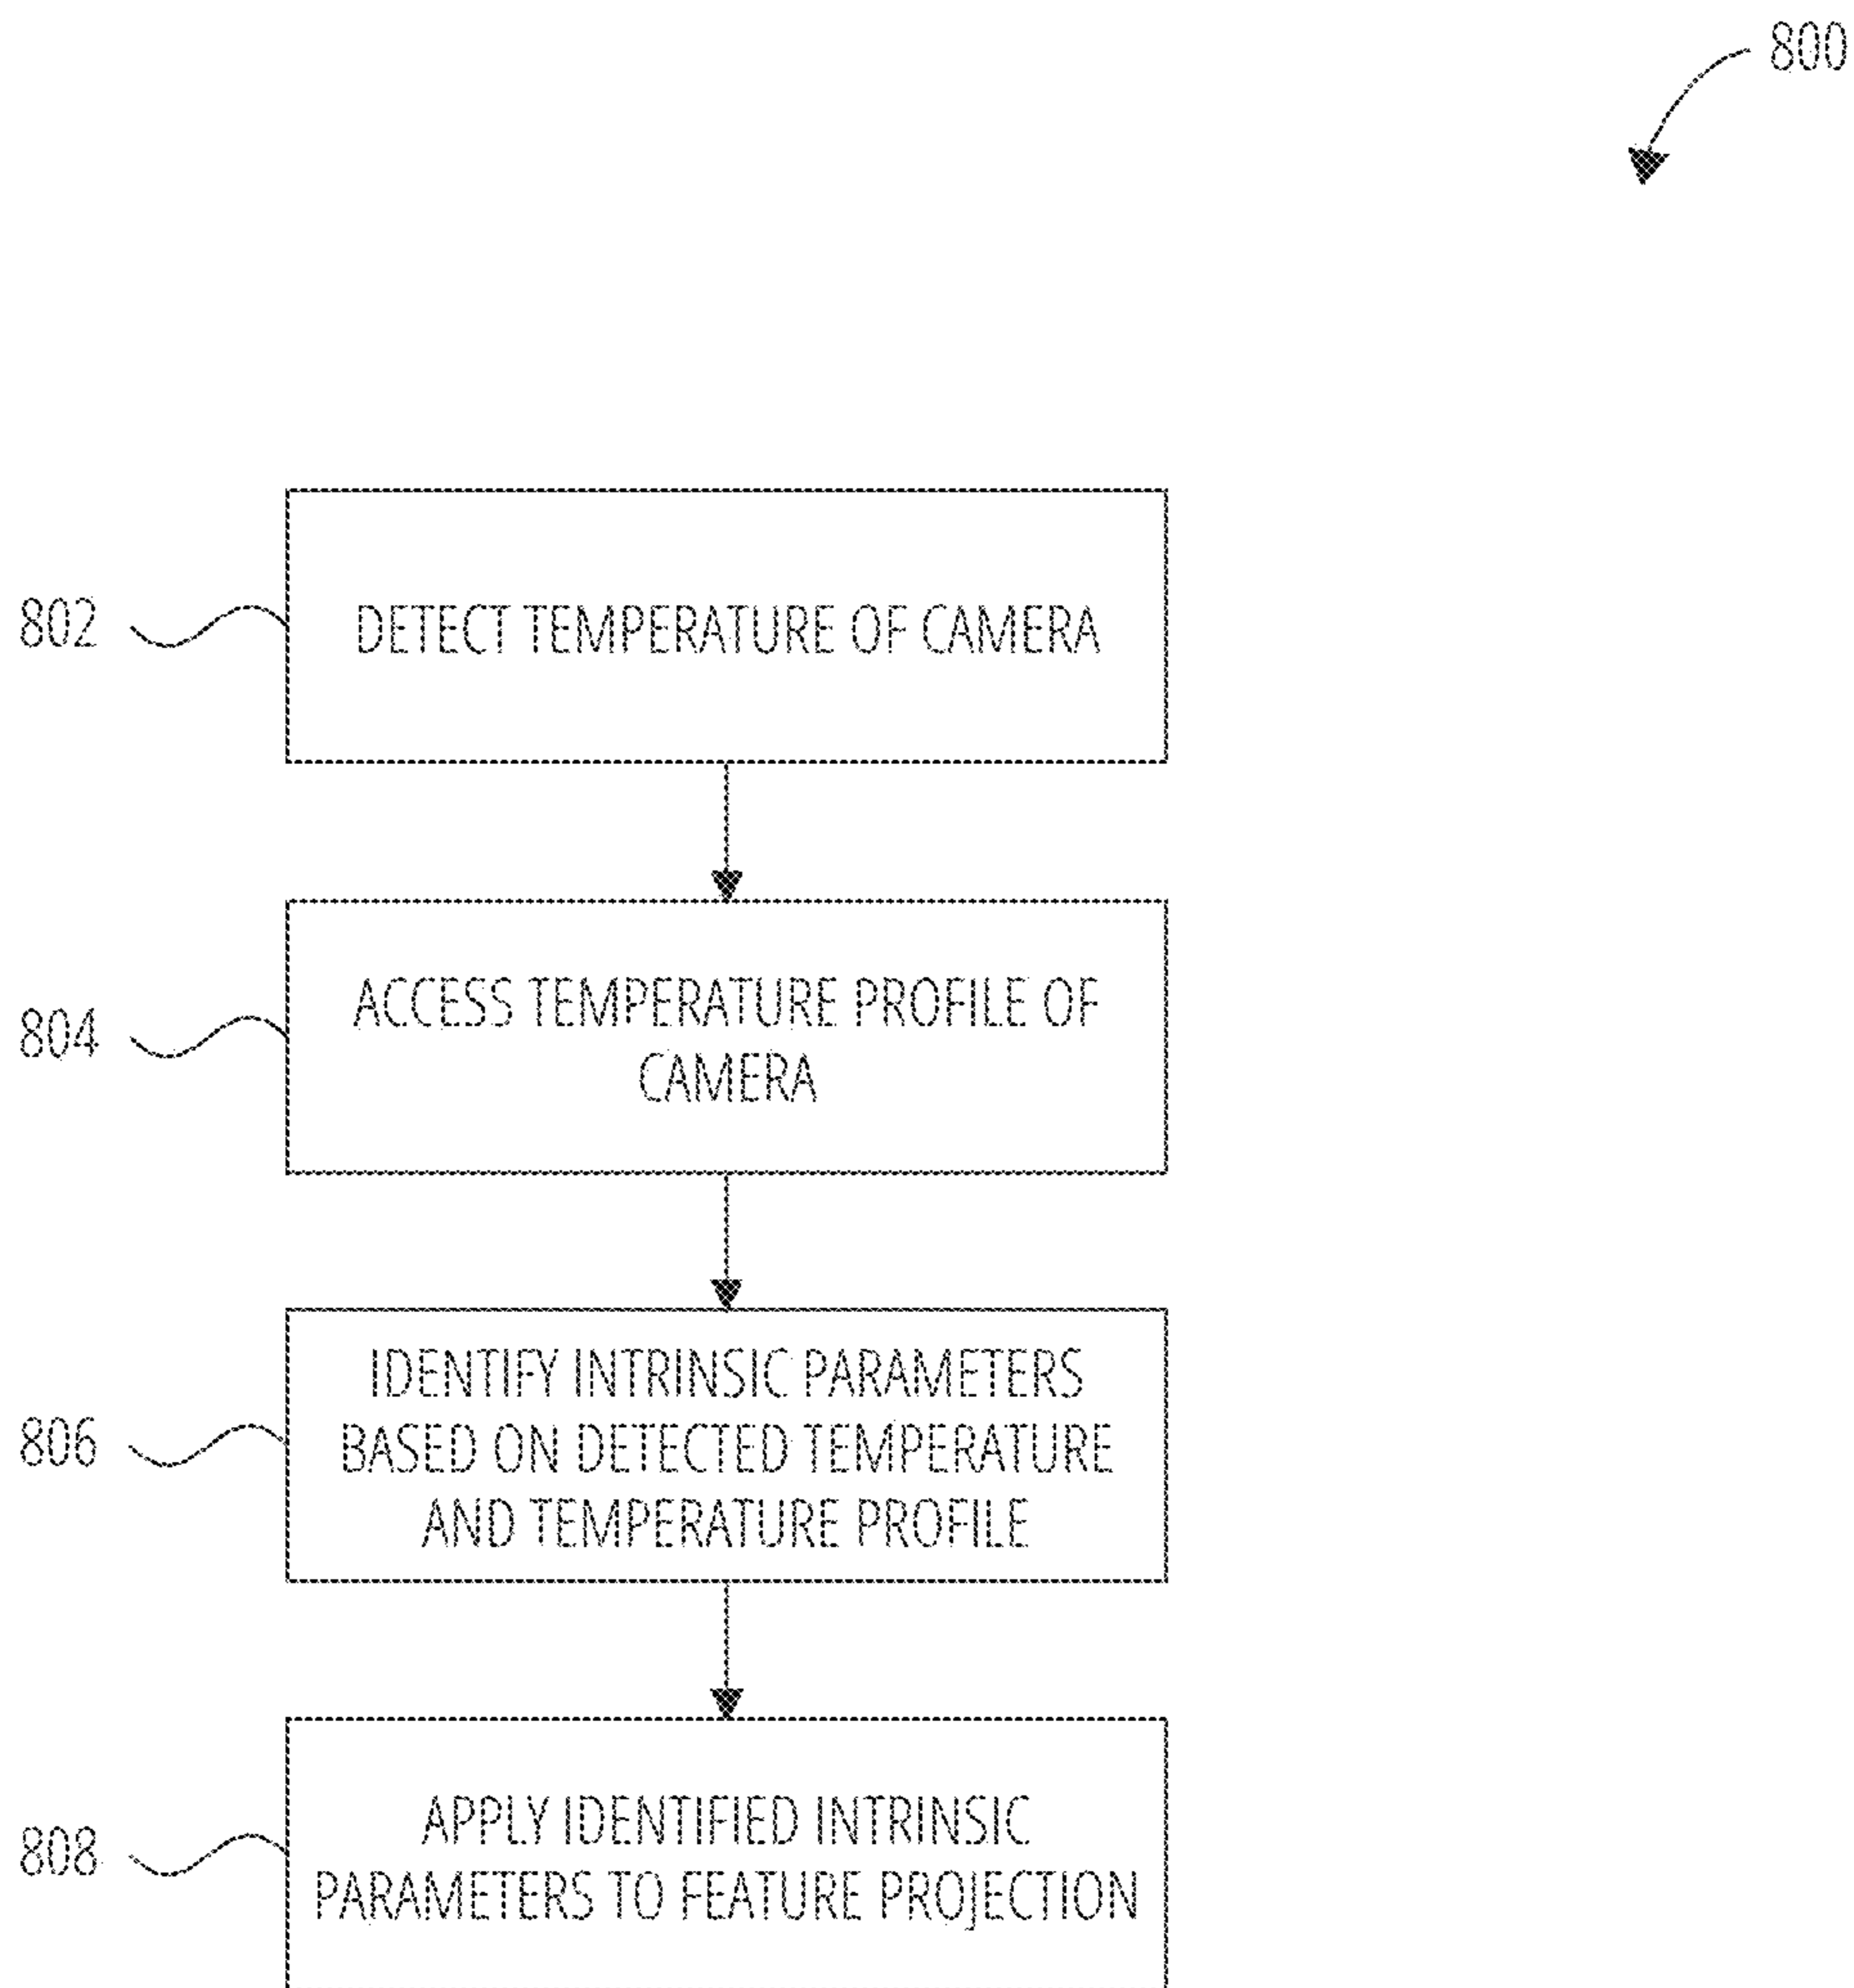 800
802
DETECT TEMPERATURE OF CAMERA
804
ACCESS TEMPERATURE PROFILE OF
CAMERA
806
IDENTIFY INTRINSIC PARAMETERS
BASED ON DETECTED TEMPERATURE
AND TEMPERATURE PROFILE
808
APPLY IDENTIFIED INTRINSIC
PARAMETERS TO FEATURE PROJECTION